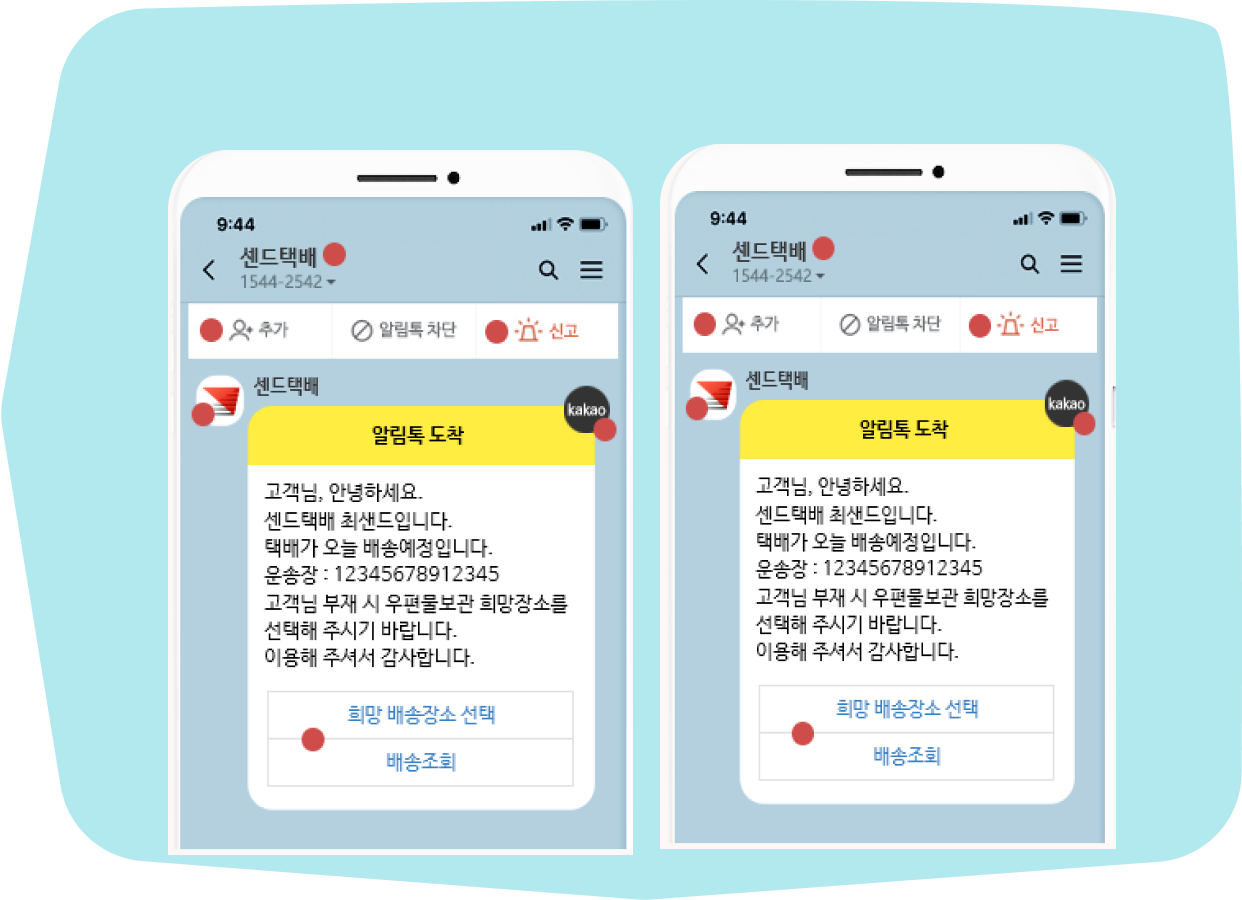 9:44
센드택배
1544-2542
추가
알림톡 차단
신고
센드택배
kakao
알림톡 도착
고객님, 안녕하세요.
센드택배 최샌드입니다.
택배가 오늘 배송예정입니다.
운송장 : 12345678912345
고객님 부재 시 우편물보관 희망장소를
선택해 주시기 바랍니다.
이용해 주셔서 감사합니다.
희망 배송장소 선택
배송조회
9:44
센드택배
1544-2542
추가
알림톡 차단
신고
센드택배
kakao
알림톡 도착
고객님, 안녕하세요.
센드택배 최샌드입니다.
택배가 오늘 배송예정입니다.
운송장 : 12345678912345
고객님 부재 시 우편물보관 희망장소를
선택해 주시기 바랍니다.
이용해 주셔서 감사합니다.
희망 배송장소 선택
배송조회